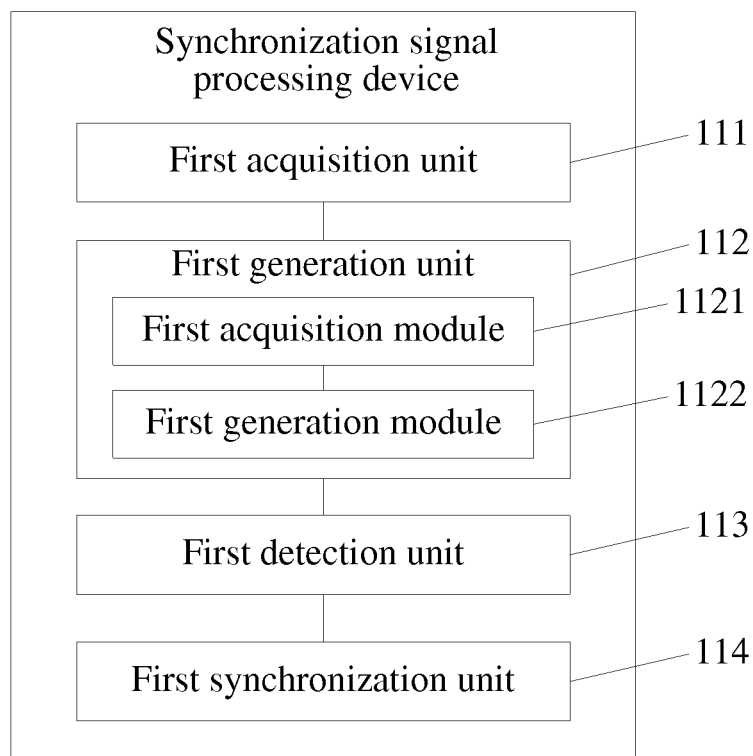 Synchronization signal
processing device
First acquisition unit
111
First generation unit
112
First acquisition module
1121
First generation module
1122
First detection unit
113
First synchronization unit
114